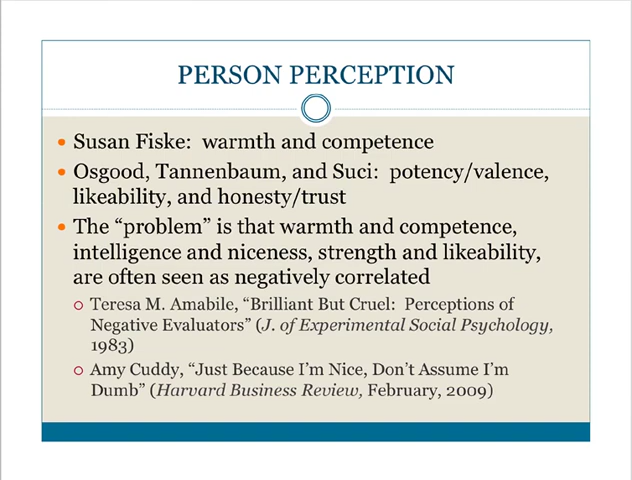 PERSON PERCEPTION
• Susan Fiske: warmth and competence
• Osgood, Tannenbaum, and Suci: potency/valence,
likeability, and honesty/trust
• The “problem” is that warmth and competence,
intelligence and niceness, strength and likeability,
are often seen as negatively correlated
○ Teresa M. Amabile, “Brilliant But Cruel: Perceptions of
Negative Evaluators” (J. of Experimental Social Psychology,
1983)
○ Amy Cuddy, “Just Because I’m Nice, Don’t Assume I’m
Dumb” (Harvard Business Review, February, 2009)